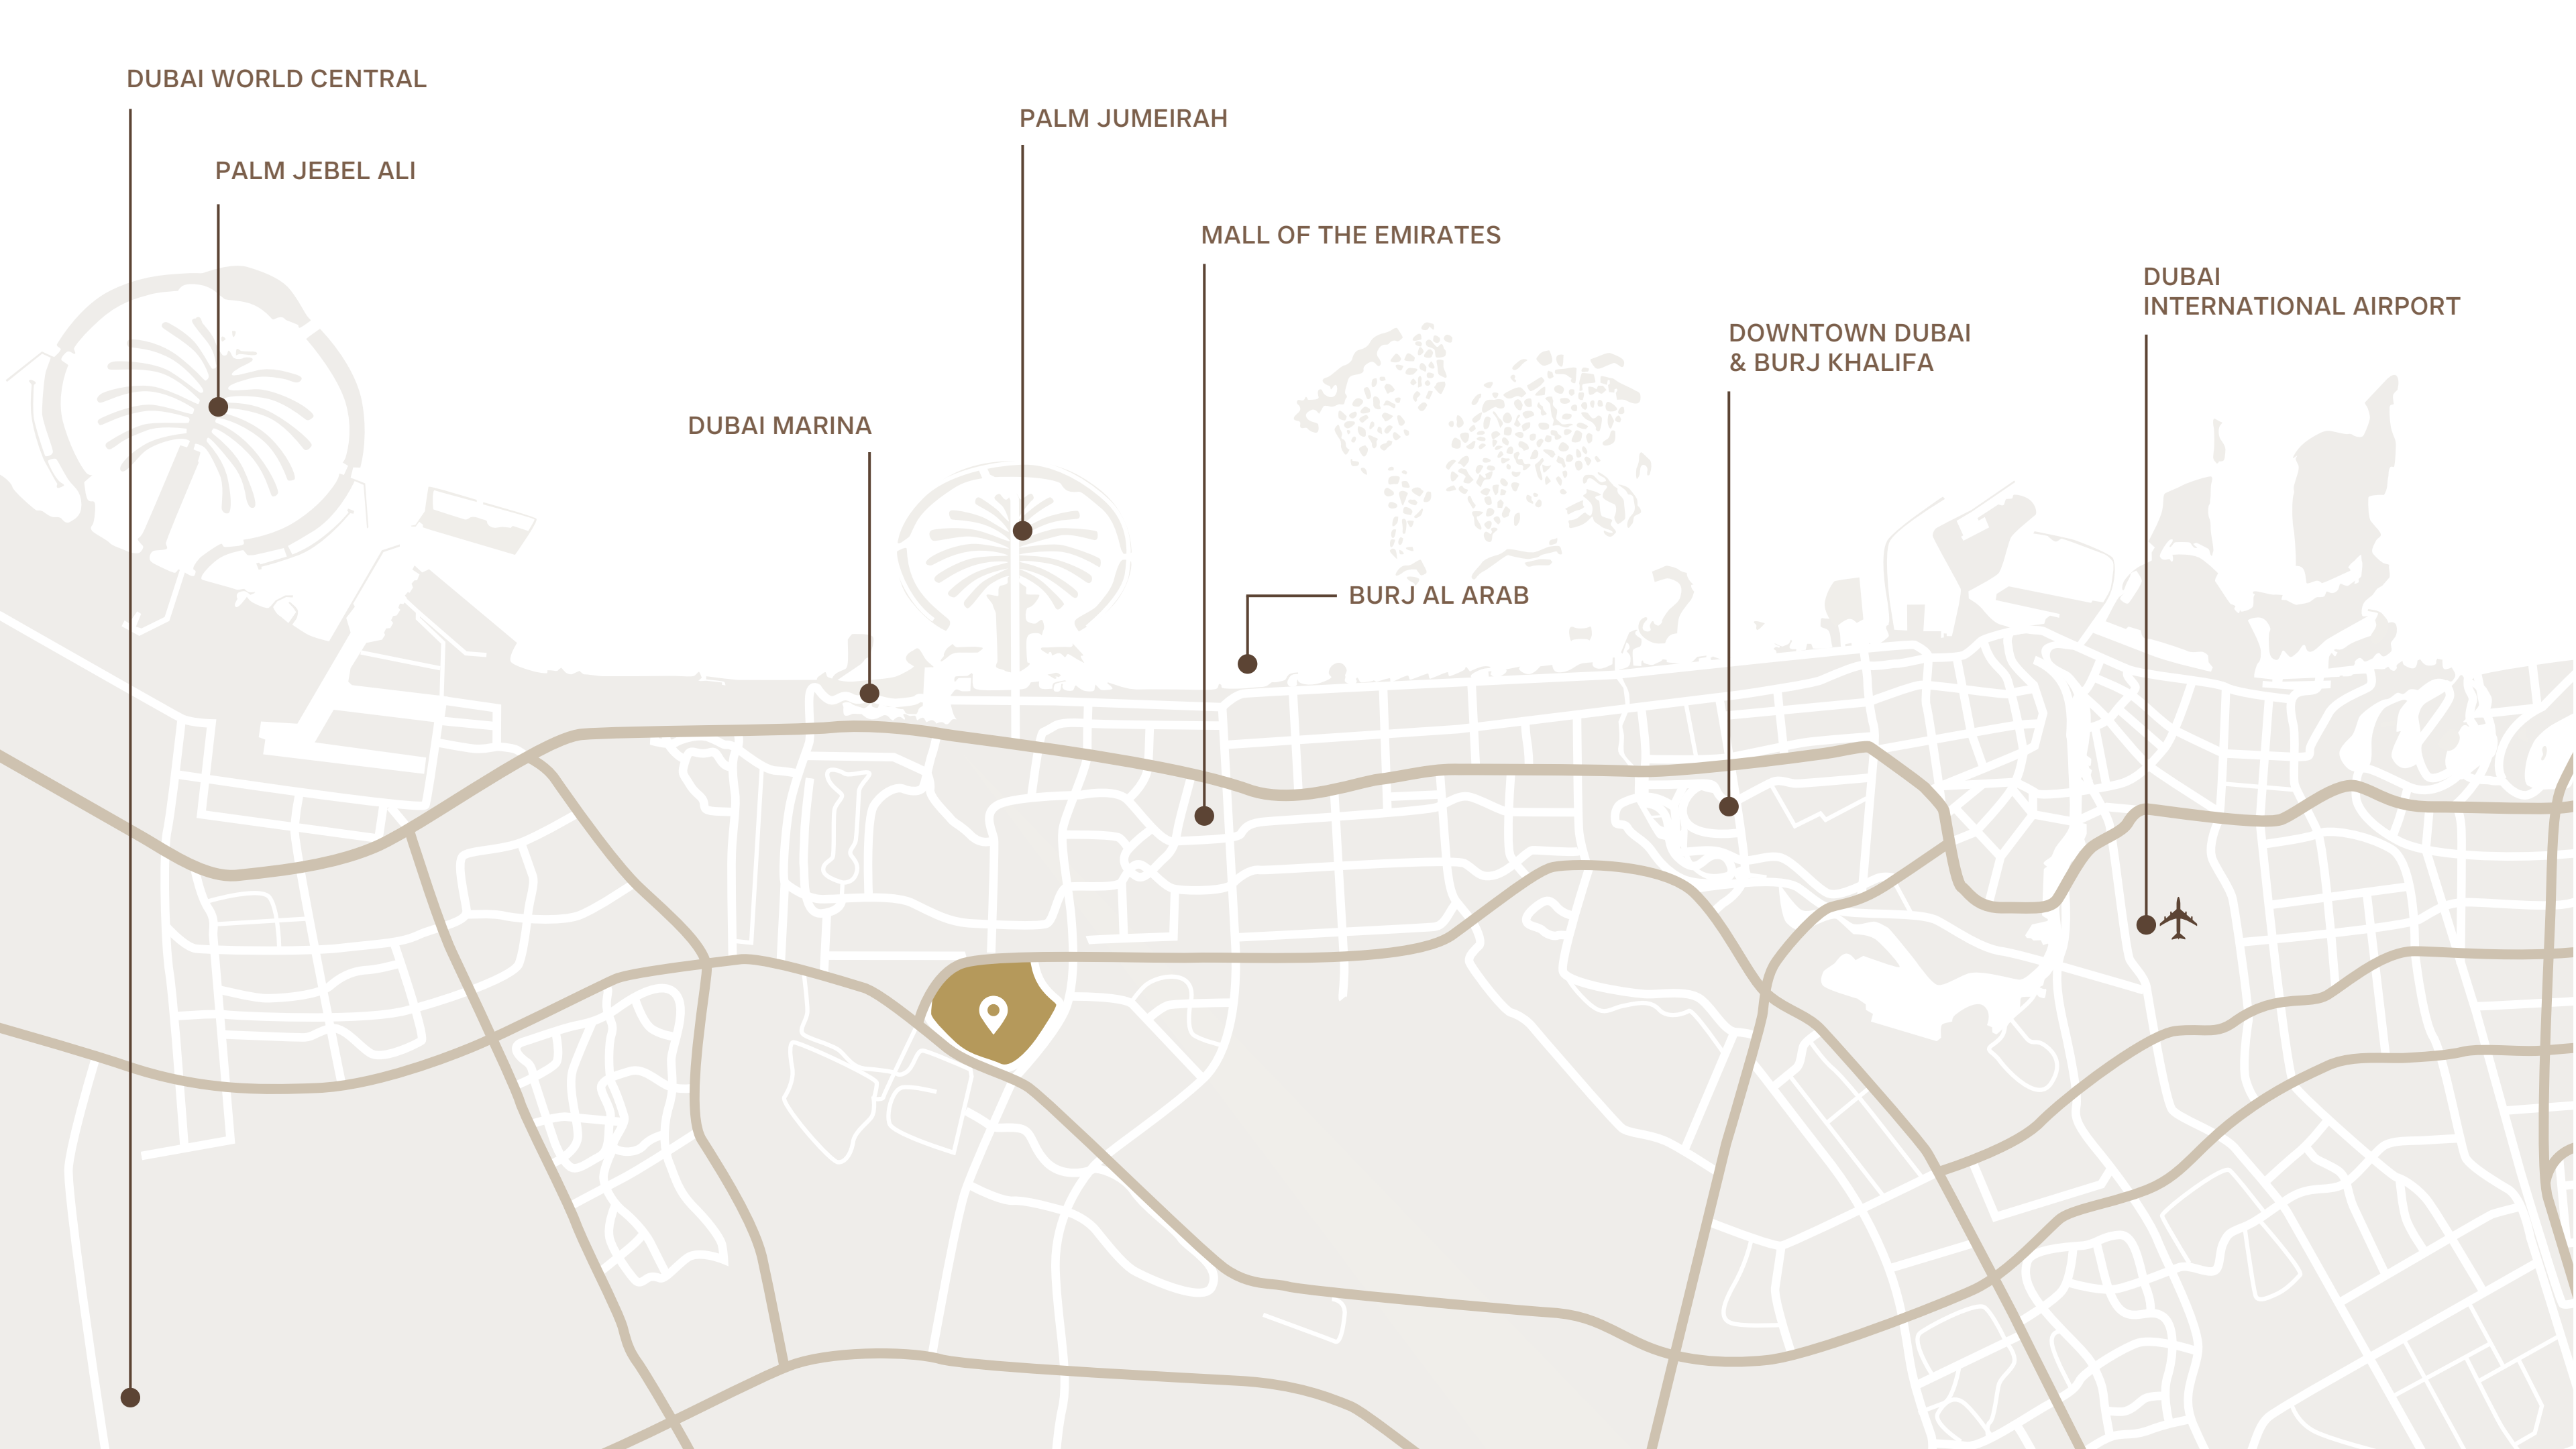 DUBAI WORLD CENTRAL
PALM JEBEL ALI
PALM JUMEIRAH
MALL OF THE EMIRATES
DUBAI
INTERNATIONAL AIRPORT
DOWNTOWN DUBAI
& BURJ KHALIFA
DUBAI MARINA
BURJ AL ARAB